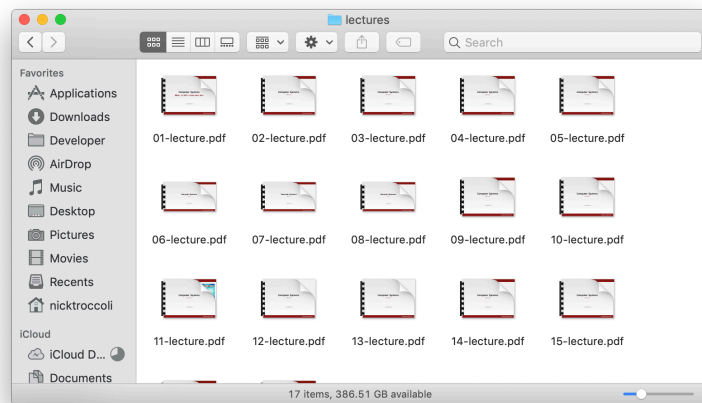 lectures
Search
Favorites
Applications
Downloads
Developer
AirDrop
Music
Desktop
Pictures
Movies
Recents
nicktroccoli
iCloud
iCloud D...
Documents
01-lecture.pdf 02-lecture.pdf 03-lecture.pdf 04-lecture.pdf 05-lecture.pdf
06-lecture.pdf 07-lecture.pdf 08-lecture.pdf 09-lecture.pdf 10-lecture.pdf
11-lecture.pdf 12-lecture.pdf 13-lecture.pdf 14-lecture.pdf 15-lecture.pdf
17 items, 386.51 GB available